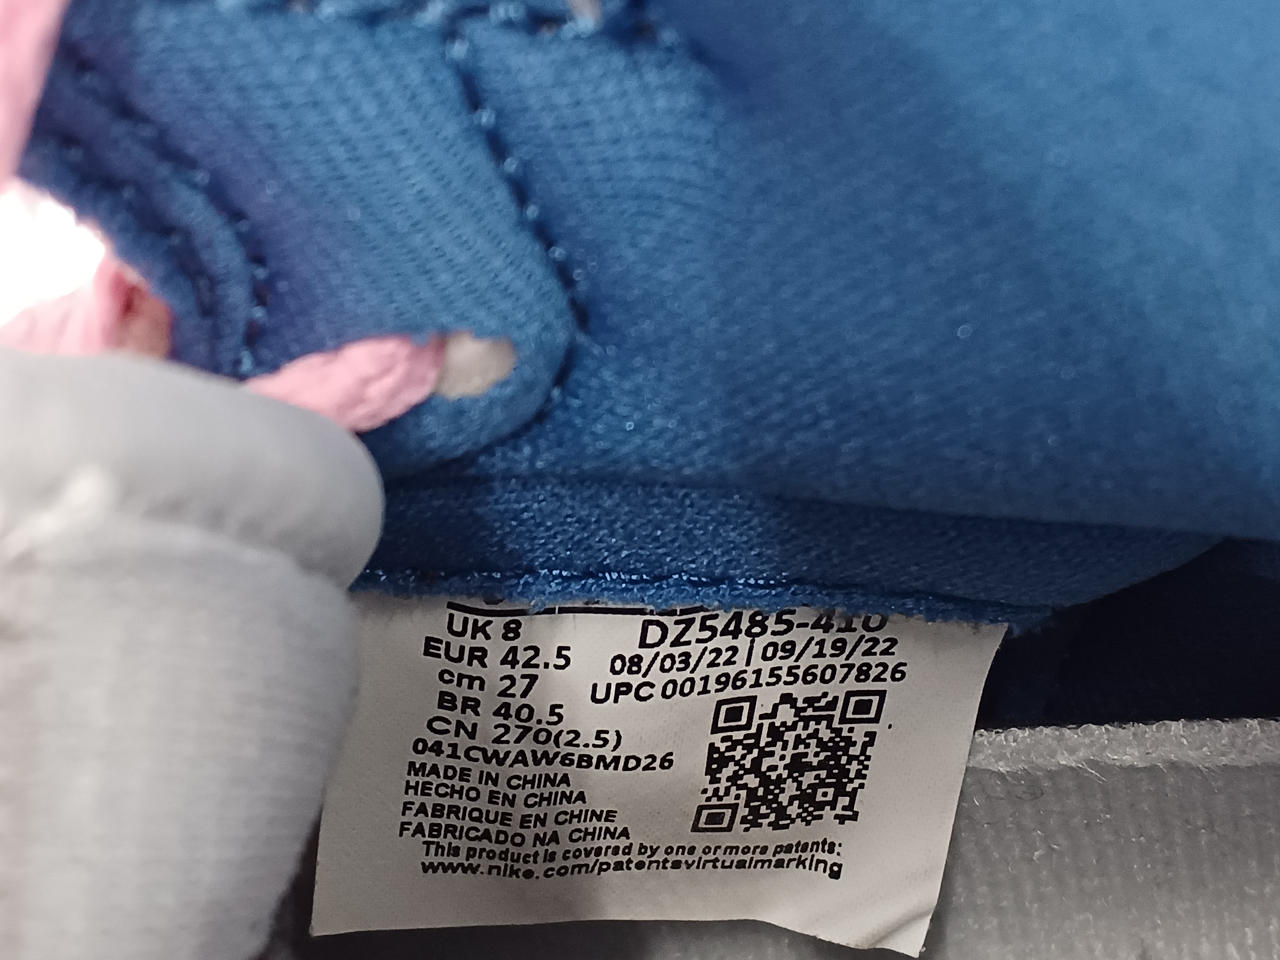 UK 8
EUR 42.5
cm 27
BR 40.5
CN 270(2.5)
041CWAW6BMD26
MADE IN CHINA
HECHO EN CHINA
FABRIQUE EN CHINE
FABRICADO NA CHINA
DZ5485-410
08/03/22 | 09/19/22
UPC 00196155607826
This product is covered by one or more patents:
www.nike.com/patentsvirtualmarking